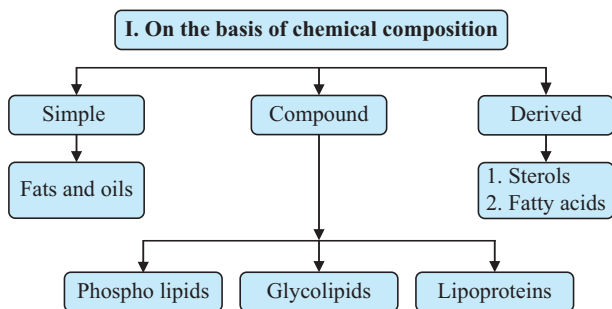 I. On the basis of chemical composition
Simple
Compound
Derived
Fats and oils
1. Sterols
2. Fatty acids
Phospho lipids
Glycolipids
Lipoproteins